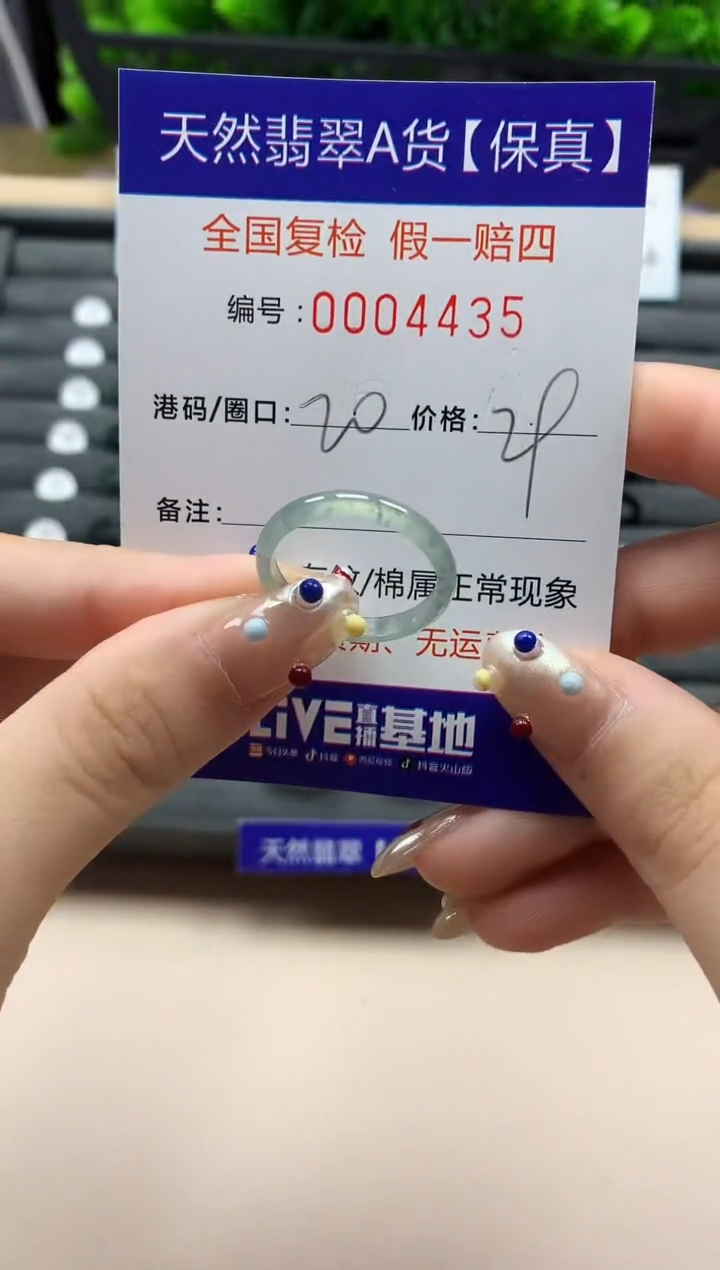 天然翡翠A货【保真】
全国复检 假一赔四
编号:0004435
港码/圈口:20 价格:29
备注:
纹/棉属正常现象
、无运
LiVE直播基地
今日头条 抖音 西瓜视频 抖音火山版
天然翡翠